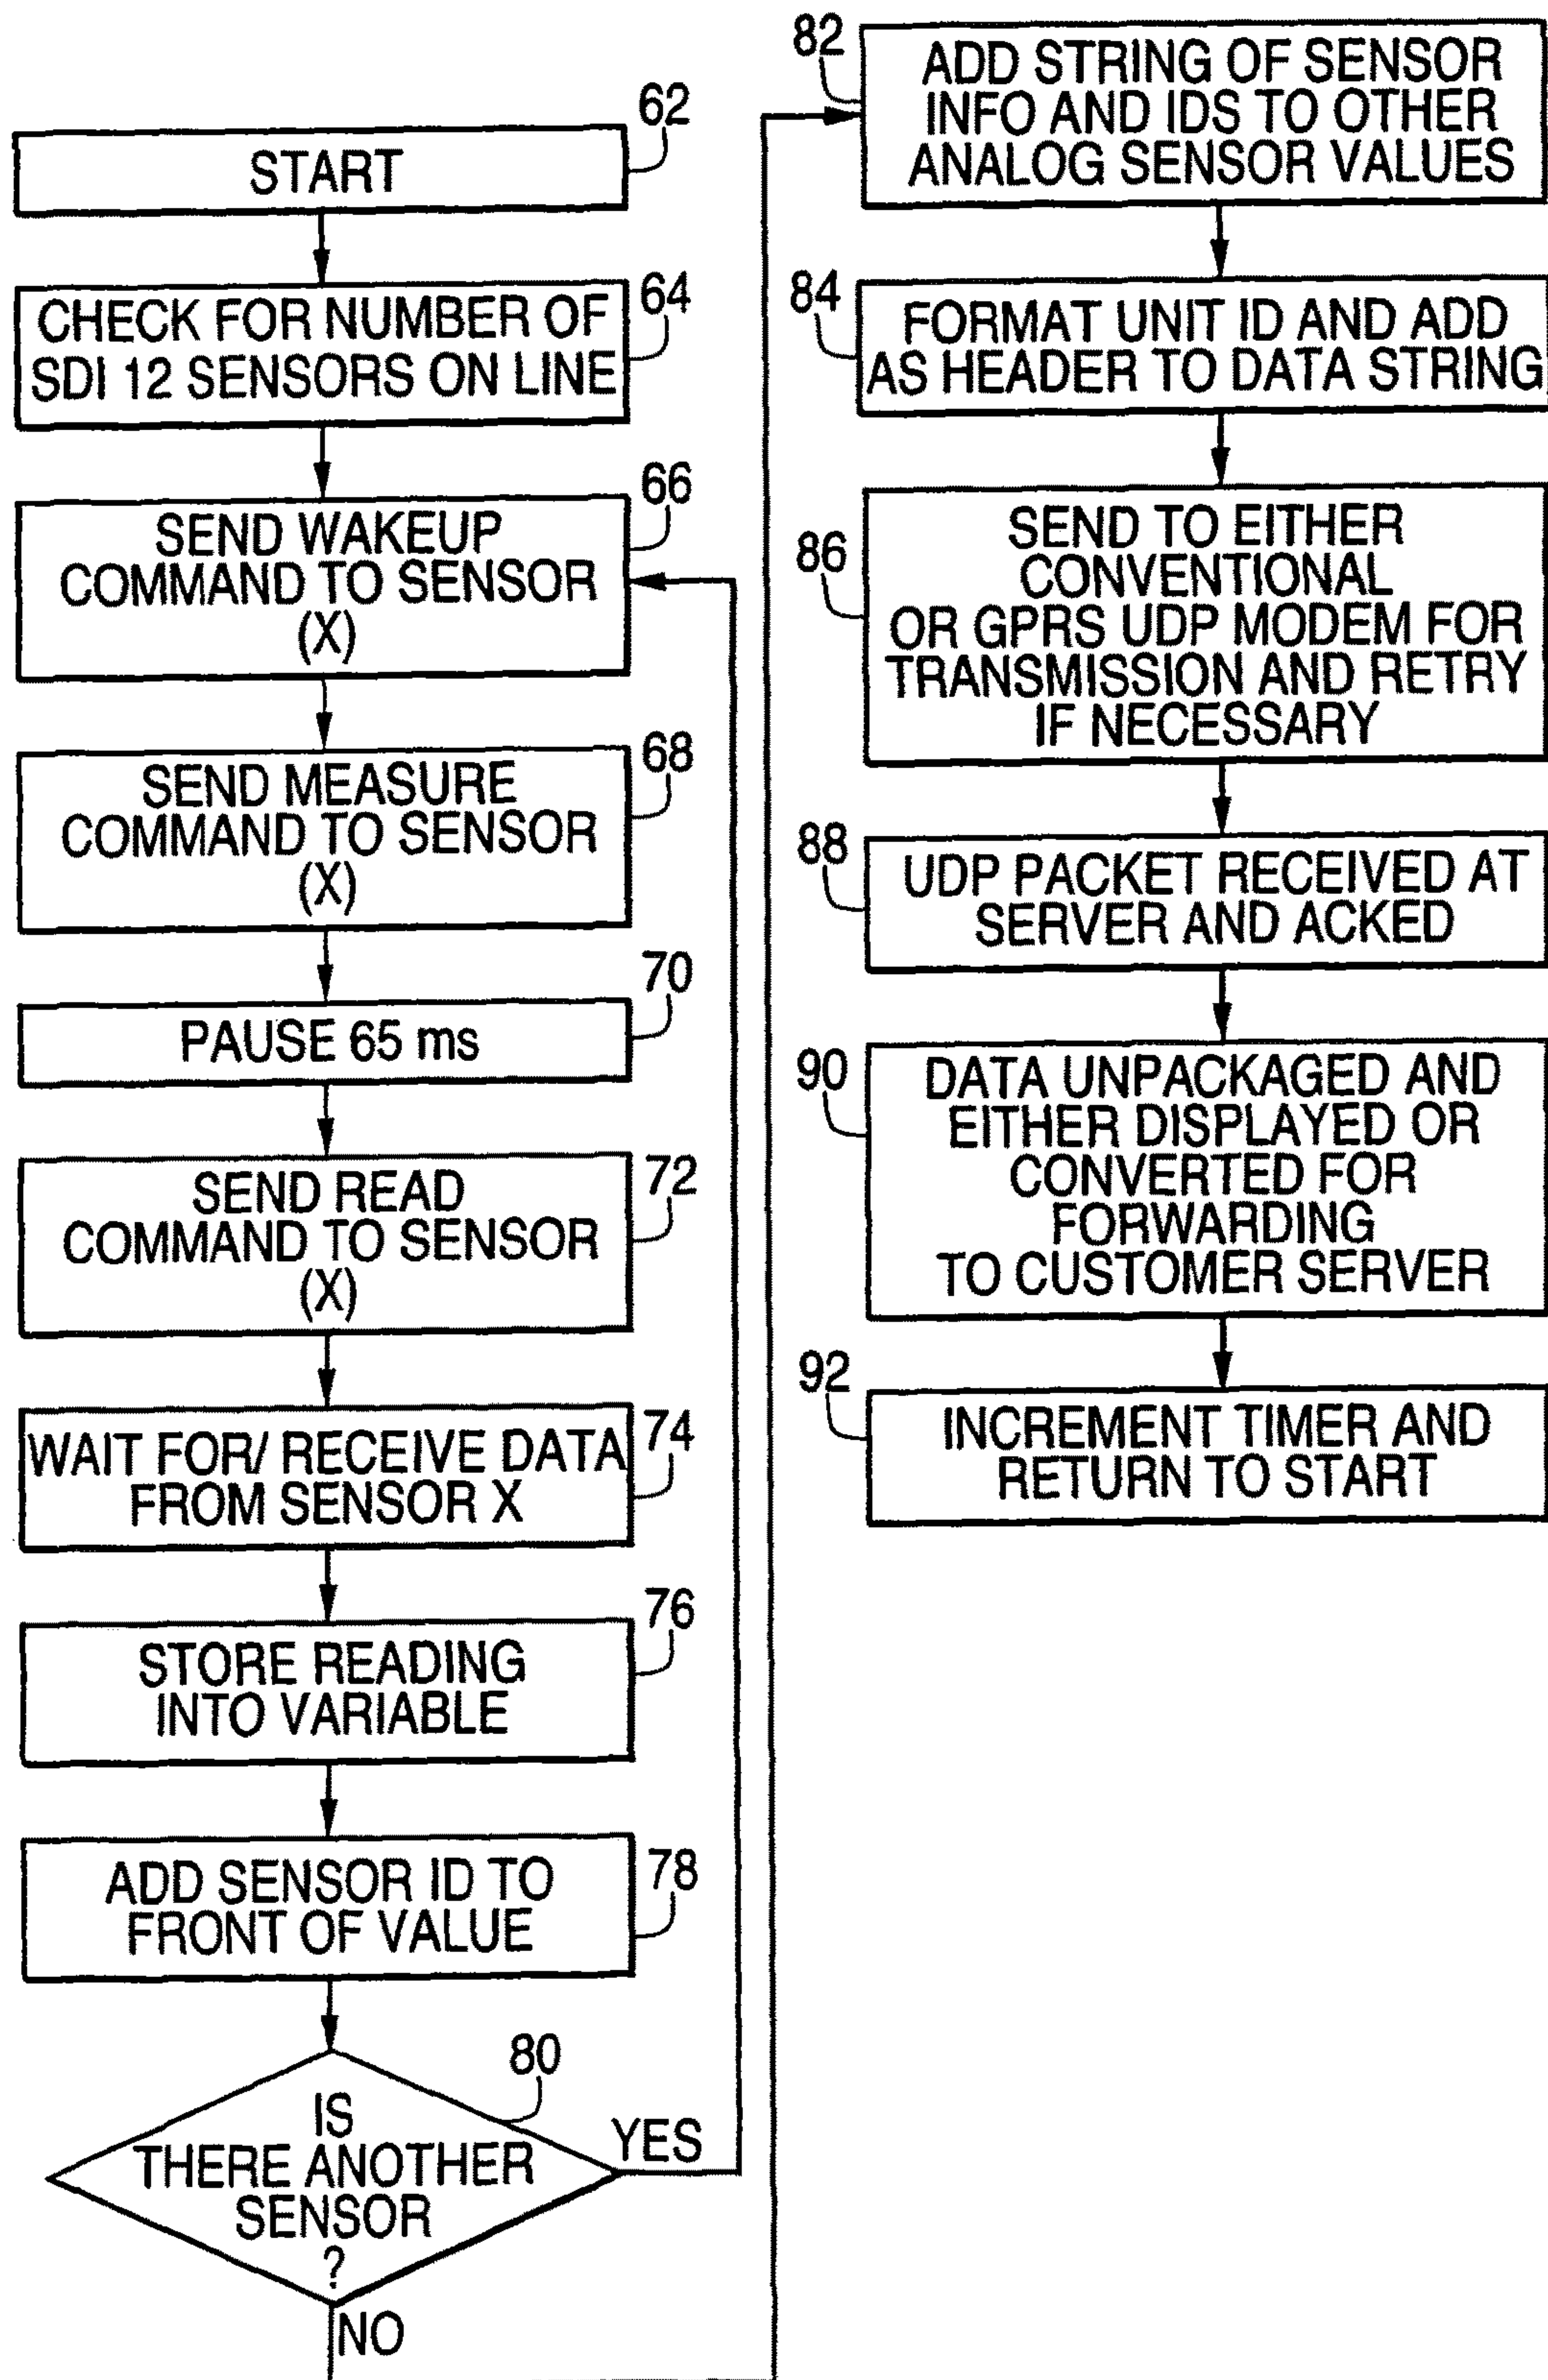 START
62
CHECK FOR NUMBER OF
SDI 12 SENSORS ON LINE
64
SEND WAKEUP
COMMAND TO SENSOR
(X)
66
SEND MEASURE
COMMAND TO SENSOR
(X)
68
PAUSE 65 ms
70
SEND READ
COMMAND TO SENSOR
(X)
72
WAIT FOR/ RECEIVE DATA
FROM SENSOR X
74
STORE READING
INTO VARIABLE
76
ADD SENSOR ID TO
FRONT OF VALUE
78
IS
THERE ANOTHER
SENSOR
?
80
YES
NO
82
ADD STRING OF SENSOR
INFO AND IDS TO OTHER
ANALOG SENSOR VALUES
84
FORMAT UNIT ID AND ADD
AS HEADER TO DATA STRING
86
SEND TO EITHER
CONVENTIONAL
OR GPRS UDP MODEM FOR
TRANSMISSION AND RETRY
IF NECESSARY
88
UDP PACKET RECEIVED AT
SERVER AND ACKED
90
DATA UNPACKAGED AND
EITHER DISPLAYED OR
CONVERTED FOR
FORWARDING
TO CUSTOMER SERVER
92
INCREMENT TIMER AND
RETURN TO START